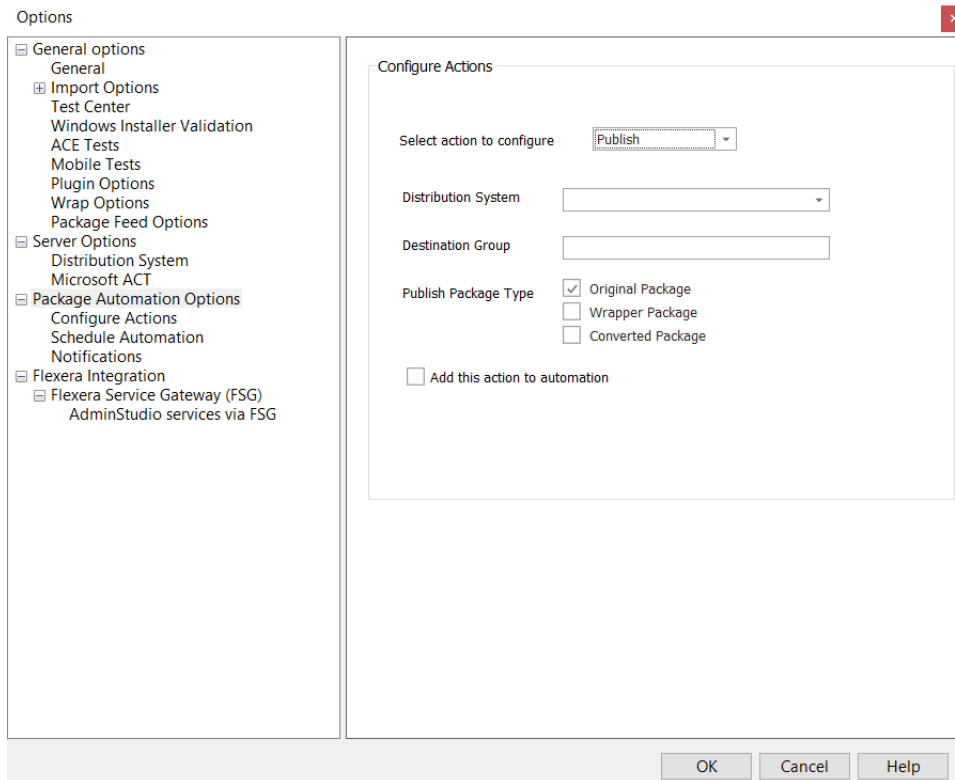 Options
General options
General
Import Options
Test Center
Windows Installer Validation
ACE Tests
Mobile Tests
Plugin Options
Wrap Options
Package Feed Options
Server Options
Distribution System
Microsoft ACT
Package Automation Options
Configure Actions
Schedule Automation
Notifications
Flexera Integration
Flexera Service Gateway (FSG)
AdminStudio services via FSG
Configure Actions
Select action to configure Publish
Distribution System
Destination Group
Publish Package Type Original Package
Wrapper Package
Converted Package
Add this action to automation
OK Cancel Help